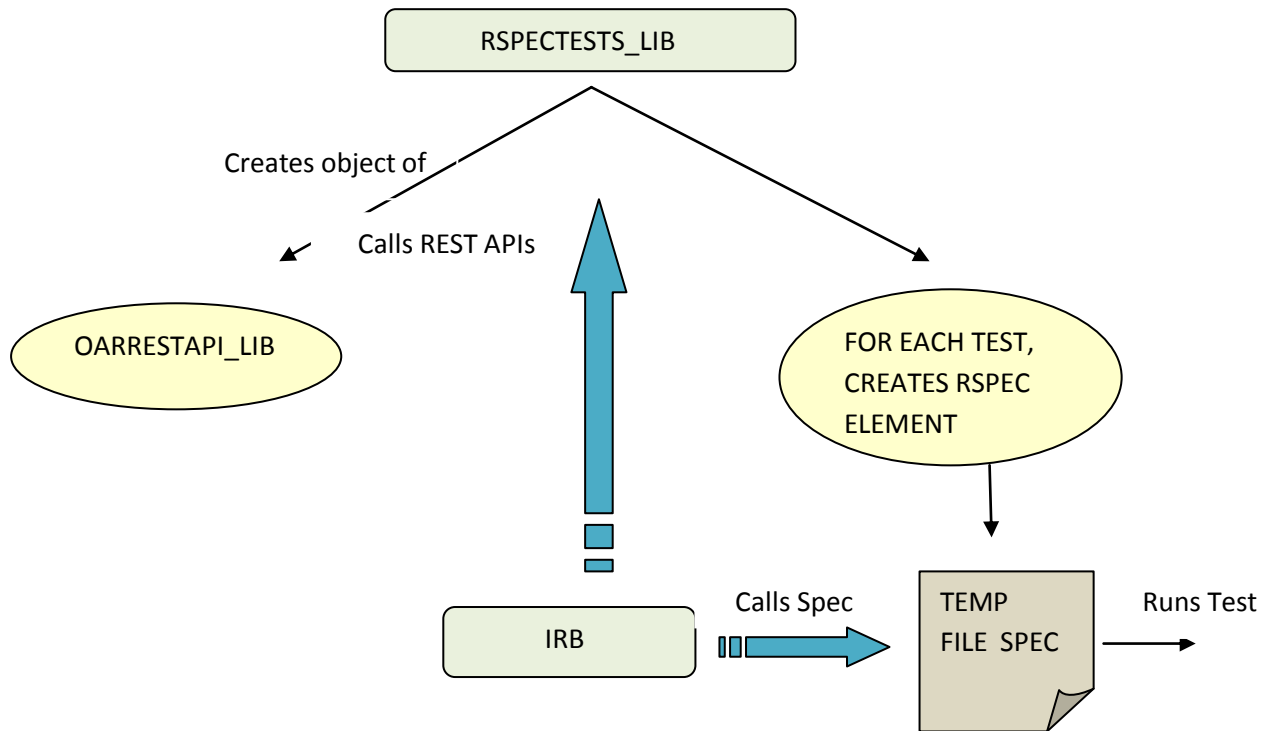 RSPECTESTS_LIB
Creates object of
Calls REST APIs
OARRESTAPI_LIB
FOR EACH TEST,
CREATES RSPEC
ELEMENT
IRB
Calls Spec
TEMP
FILE SPEC
Runs Test